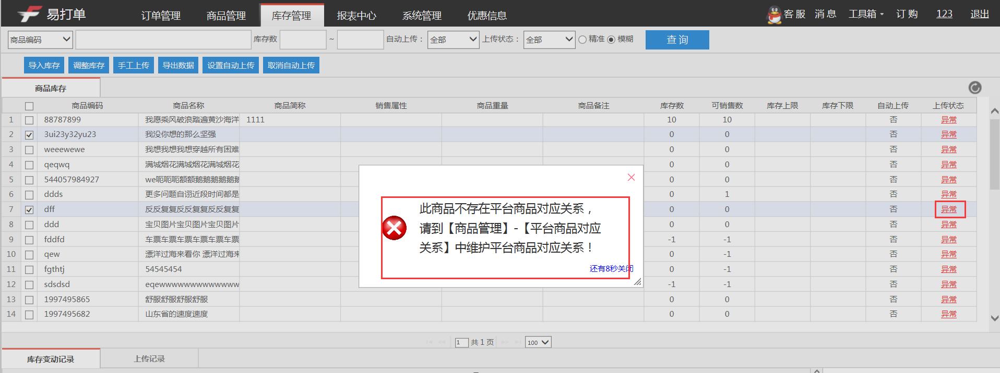 易打单 订单管理 商品管理 库存管理 报表中心 系统管理 优惠信息 客 服 消 息 工具箱 订 购 123 退出
商品编码 库存数 ~ 自动上传： 全部 上传状态： 全部 精准 模糊 查 询
导入库存 调整库存 手工上传 导出数据 设置自动上传 取消自动上传
商品库存
商品编码 商品名称 商品简称 销售属性 商品重量 商品备注 库存数 可销售数 库存上限 库存下限 自动上传 上传状态
1 88787899 我愿乘风破浪踏遍黄沙海洋 1111 10 10 否 异常
2 3ui23y32yu23 我没你想的那么坚强 0 0 否 异常
3 weeewewe 我想我想我想穿越所有困难 0 0 否 异常
4 qeqwq 满城烟花满城烟花满城烟花 0 0 否 异常
5 544057984927 we呃呃呃额额鹅鹅鹅鹅鹅鹅 0 0 否 异常
6 ddds 更多问题自诩近段时间都是 0 1 否 异常
7 dff 反反复复反反复复反反复复 0 0 否 异常
8 ddd 宝贝图片宝贝图片宝贝图片 0 0 否 异常
9 fddfd 车票车票车票车票车票车票 -1 -1 否 异常
10 qew 漂洋过海来看你 漂洋过海来 0 -1 否 异常
11 fgthtj 54545454 0 -1 否 异常
12 sdsdsd eqewwwwwwwwwwwww -1 -1 否 异常
13 1997495865 舒服舒服舒服舒服 0 0 否 异常
14 1997495682 山东省的速度速度 0 0 否 异常
此商品不存在平台商品对应关系，
请到【商品管理】-【平台商品对应
关系】中维护平台商品对应关系！
还有8秒关闭
1 共 1 页 100
库存变动记录 上传记录